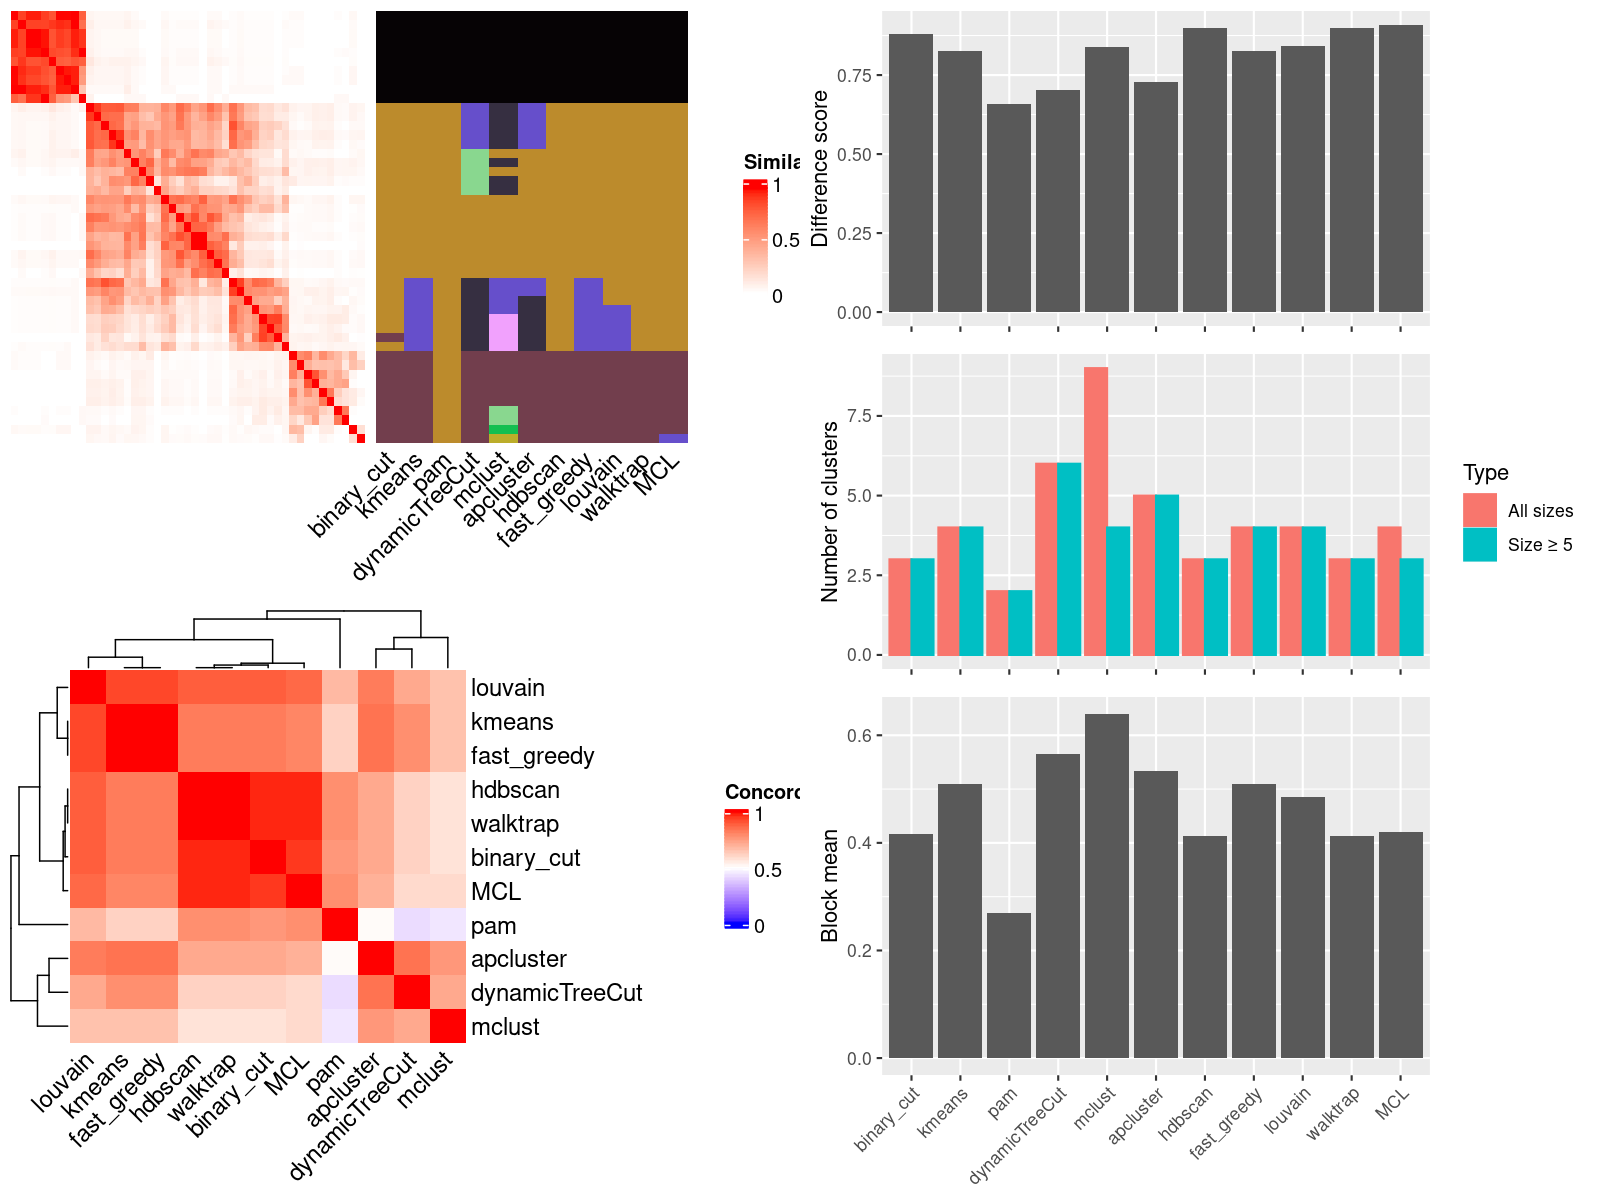 Simila
1
0.5
0
binary_cut
kmeans
pam
dynamicTreeCut
mclust
apcluster
hdbscan
fast_greedy
louvain
walktrap
MCL
louvain
kmeans
fast_greedy
hdbscan
walktrap
binary_cut
MCL
pam
apcluster
dynamicTreeCut
mclust
louvain
kmeans
fast_greedy
hdbscan
walktrap
binary_cut
MCL
pam
apcluster
dynamicTreeCut
mclust
Concord
1
0.5
0
Difference score
0.75
0.50
0.25
0.00
Number of clusters
7.5
5.0
2.5
0.0
Type
All sizes
Size ≥ 5
Block mean
0.6
0.4
0.2
0.0
binary_cut
kmeans
pam
dynamicTreeCut
mclust
apcluster
hdbscan
fast_greedy
louvain
walktrap
MCL